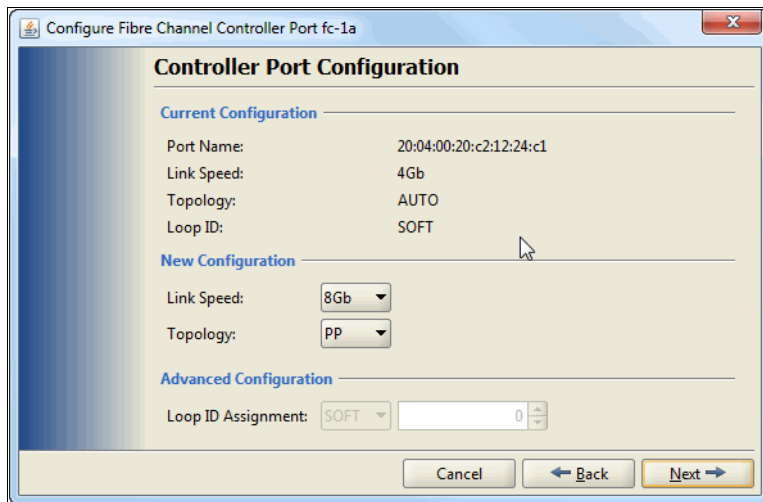 Configure Fibre Channel Controller Port fc-1a
Controller Port Configuration
Current Configuration
Port Name: 20:04:00:20:c2:12:24:c1
Link Speed: 4Gb
Topology: AUTO
Loop ID: SOFT
New Configuration
Link Speed: 8Gb
Topology: PP
Advanced Configuration
Loop ID Assignment: SOFT 0
Cancel Back Next